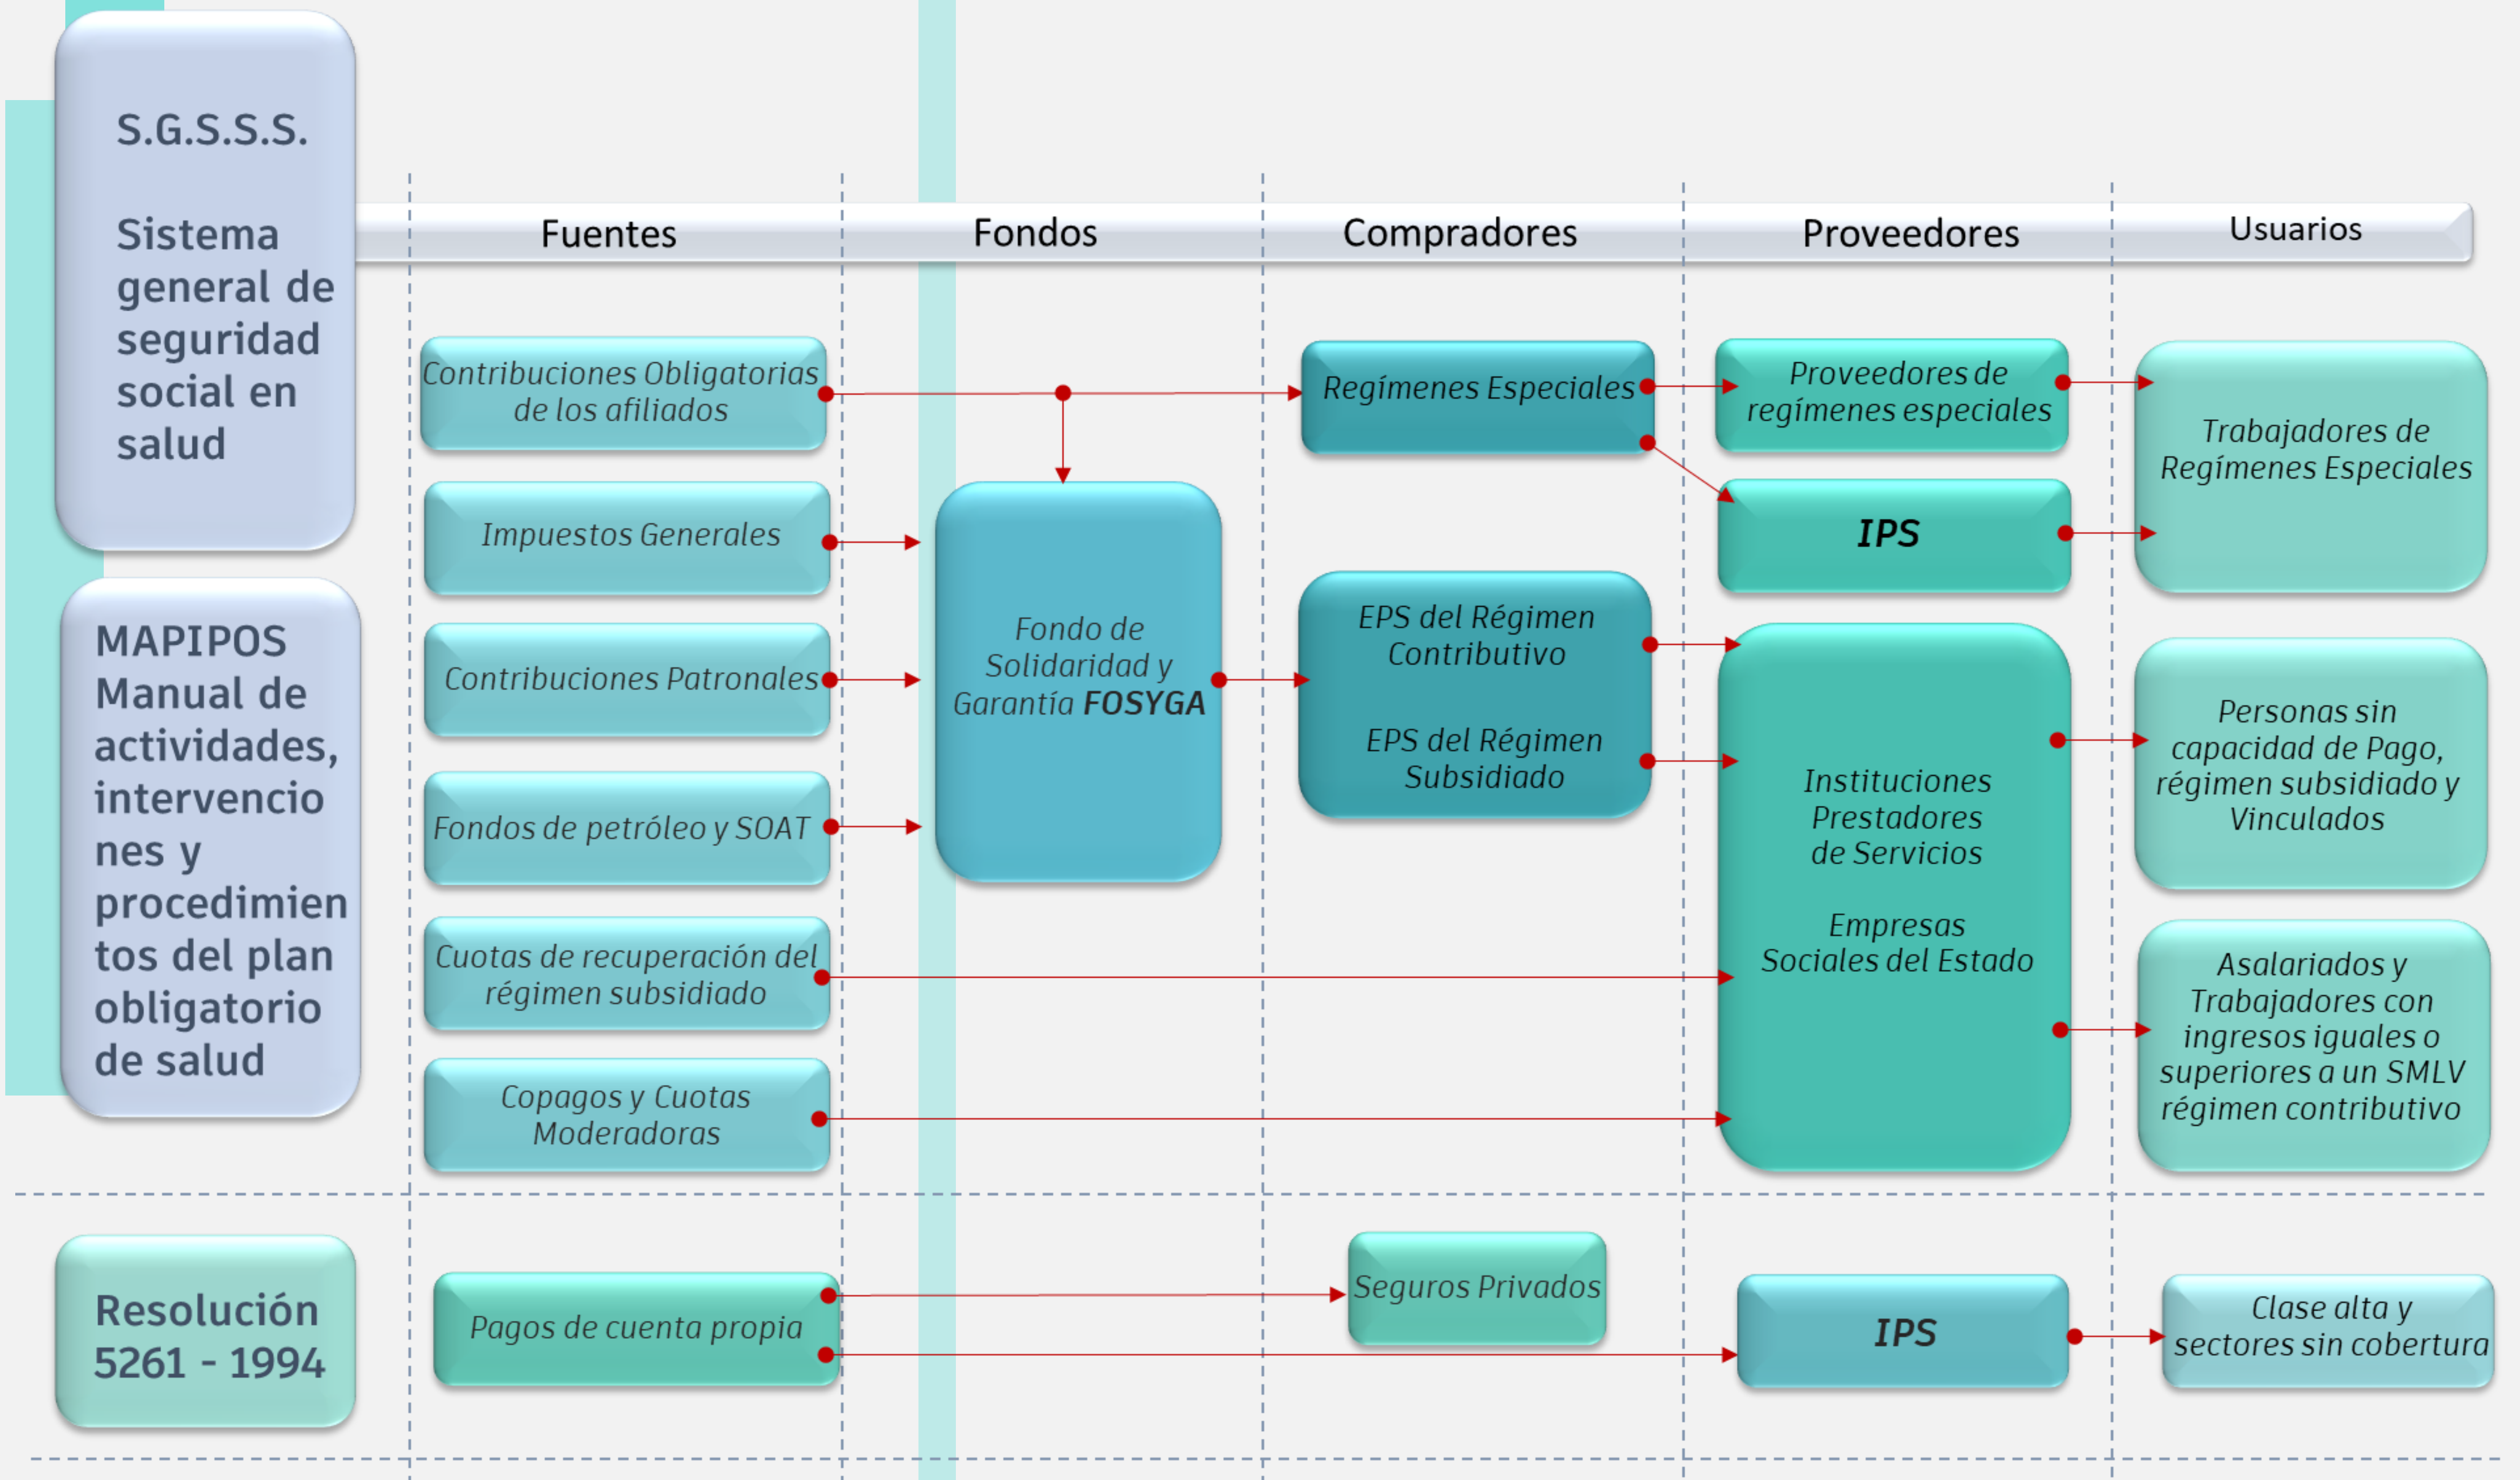 S.G.S.S.S.
Sistema
general de
seguridad
social en
salud
MAPIPOS
Manual de
actividades,
intervencio
nes y
procedimien
tos del plan
obligatorio
de salud
Resolución
5261 - 1994
Fuentes
Fondos
Compradores
Proveedores
Usuarios
Contribuciones Obligatorias
de los afiliados
Impuestos Generales
Contribuciones Patronales
Fondos de petróleo y SOAT
Cuotas de recuperación del
régimen subsidiado
Copagos y Cuotas
Moderadoras
Pagos de cuenta propia
Fondo de
Solidaridad y
Garantía FOSYGA
Regímenes Especiales
EPS del Régimen
Contributivo
EPS del Régimen
Subsidiado
Seguros Privados
Proveedores de
regímenes especiales
IPS
Instituciones
Prestadores
de Servicios
Empresas
Sociales del Estado
IPS
Trabajadores de
Regímenes Especiales
Personas sin
capacidad de Pago,
régimen subsidiado y
Vinculados
Asalariados y
Trabajadores con
ingresos iguales o
superiores a un SMLV
régimen contributivo
Clase alta y
sectores sin cobertura